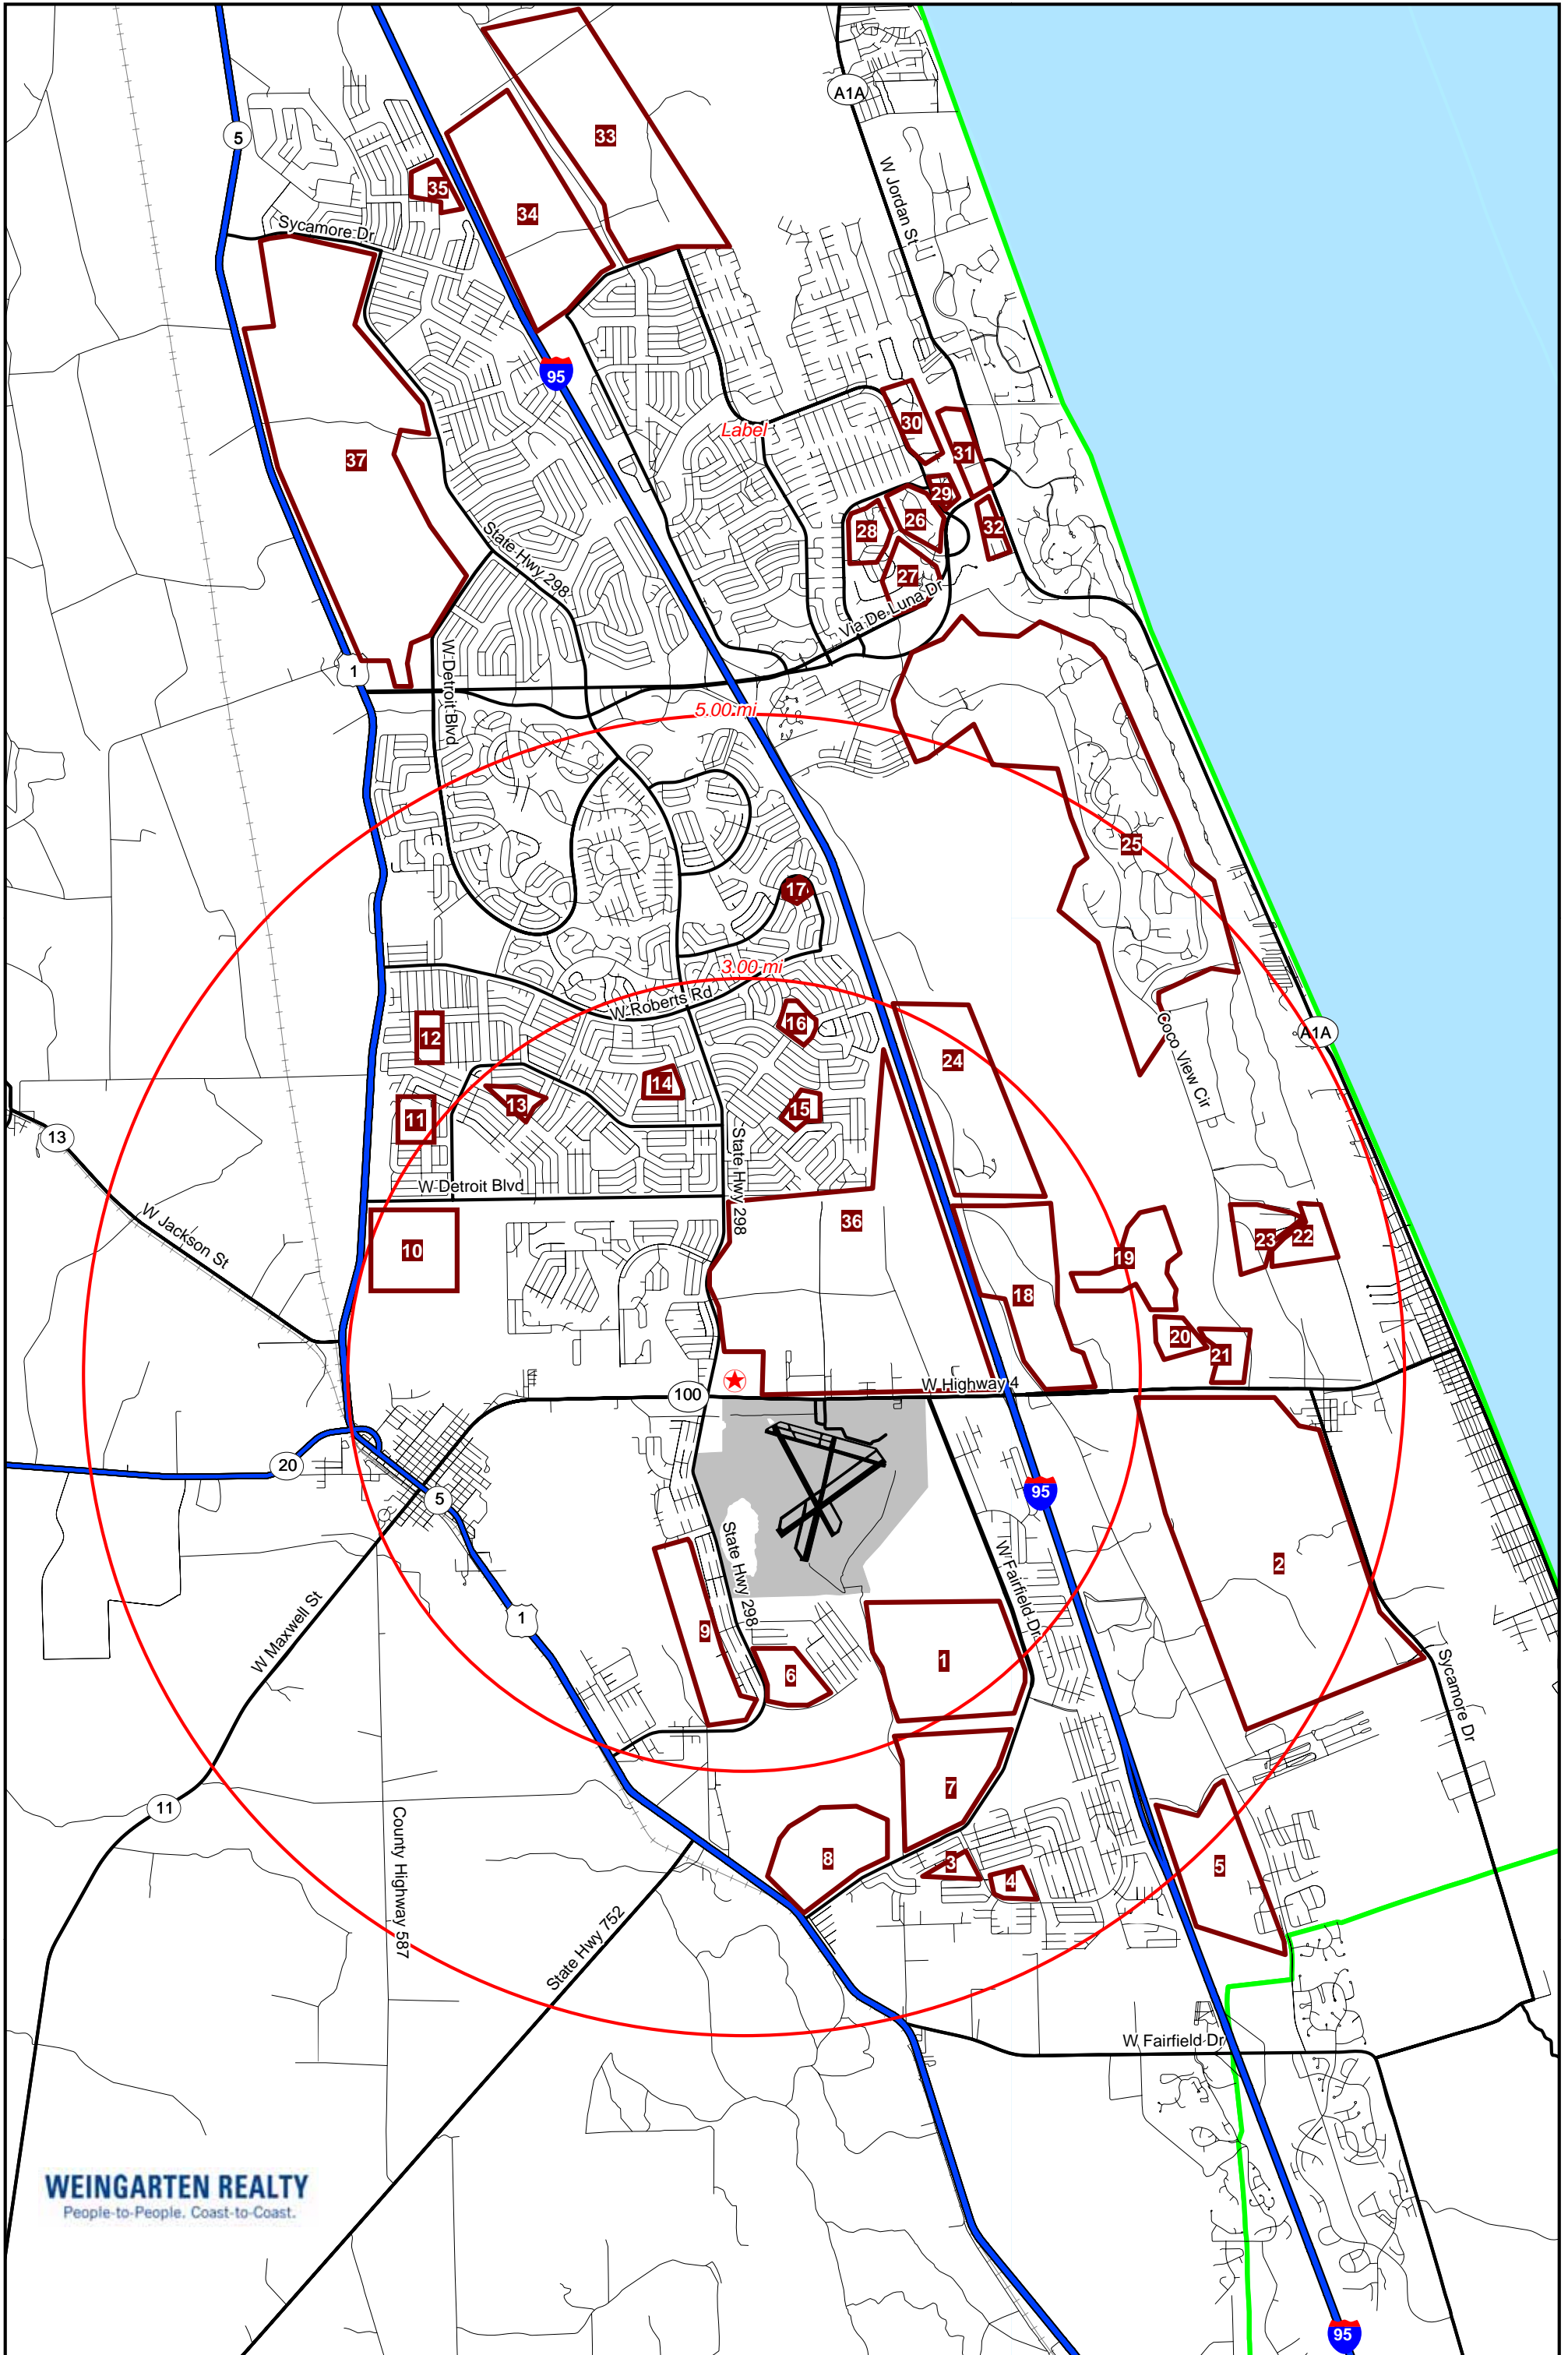 A1A
33
5
W Jordan St
35
34
Sycamore Dr
95
30
Label
31
37
29
26
28
32
State Hwy 298
27
Via De Luna Dr
1
W Detroit Blvd
5.00 mi
25
17
3.00 mi
W Roberts Rd
16
Coco View Cir
A1A
12
24
14
13
15
11
13
State Hwy 298
W Detroit Blvd
W Jackson St
36
10
23
22
19
18
20
21
W Highway 4
100
20
95
5
State Hwy 298
W Fairfield Dr
2
1
W Maxwell St
9
1
6
Sycamore Dr
7
11
County Highway 587
8
3
5
4
State Hwy 752
W Fairfield Dr
WEINGARTEN REALTY
People-to-People. Coast-to-Coast.
95